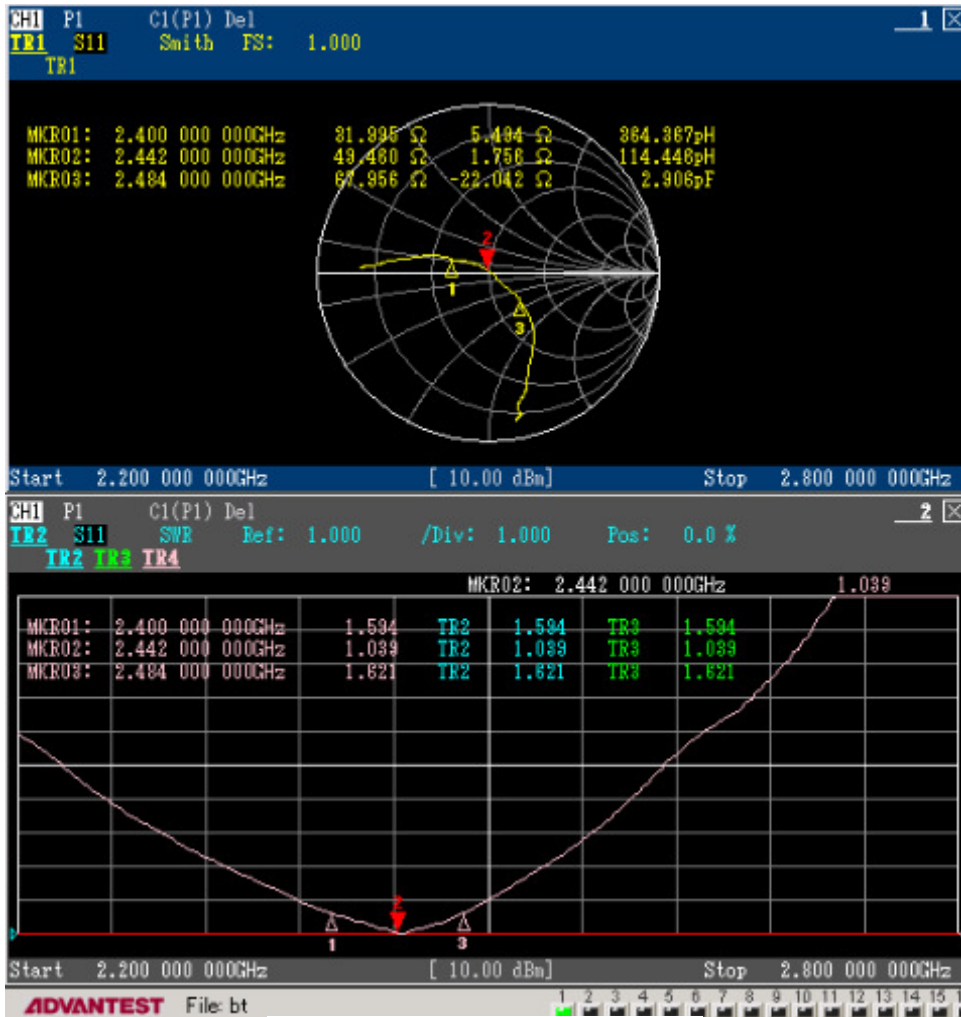 CH1 P1 C1(P1) Del 1
TR1 S11 Smith FS: 1.000
TR1
MKR01: 2.400 000 000GHz 31.995 Ω 5.494 Ω 364.367pH
MKR02: 2.442 000 000GHz 49.480 Ω 1.756 Ω 114.448pH
MKR03: 2.484 000 000GHz 67.956 Ω -22.042 Ω 2.906pF
2
1
3
Start 2.200 000 000GHz [ 10.00 dBm] Stop 2.800 000 000GHz
CH1 P1 C1(P1) Del 2
TR2 S11 SWR Ref: 1.000 /Div: 1.000 Pos: 0.0 %
TR2 TR3 TR4
MKR02: 2.442 000 000GHz 1.039
MKR01: 2.400 000 000GHz 1.594 TR2 1.594 TR3 1.594
MKR02: 2.442 000 000GHz 1.039 TR2 1.039 TR3 1.039
MKR03: 2.484 000 000GHz 1.621 TR2 1.621 TR3 1.621
2
1 3
Start 2.200 000 000GHz [ 10.00 dBm] Stop 2.800 000 000GHz
ADVANTEST File: bt 1 2 3 4 5 6 7 8 9 10 11 12 13 14 15